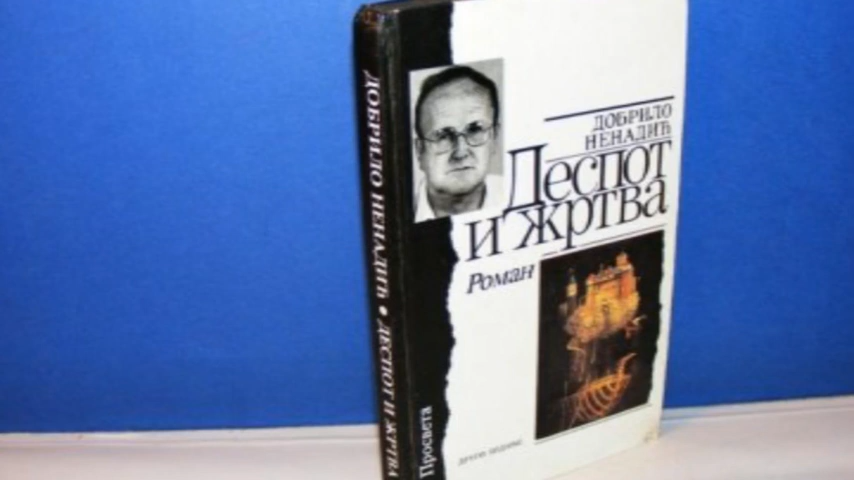 ДОБРИЛО НЕНАДИЋ • ДЕСПОТ И ЖРТВА
ДОБРИЛО
НЕНАДИЋ
Деспот
и жртва
Роман
Просвета